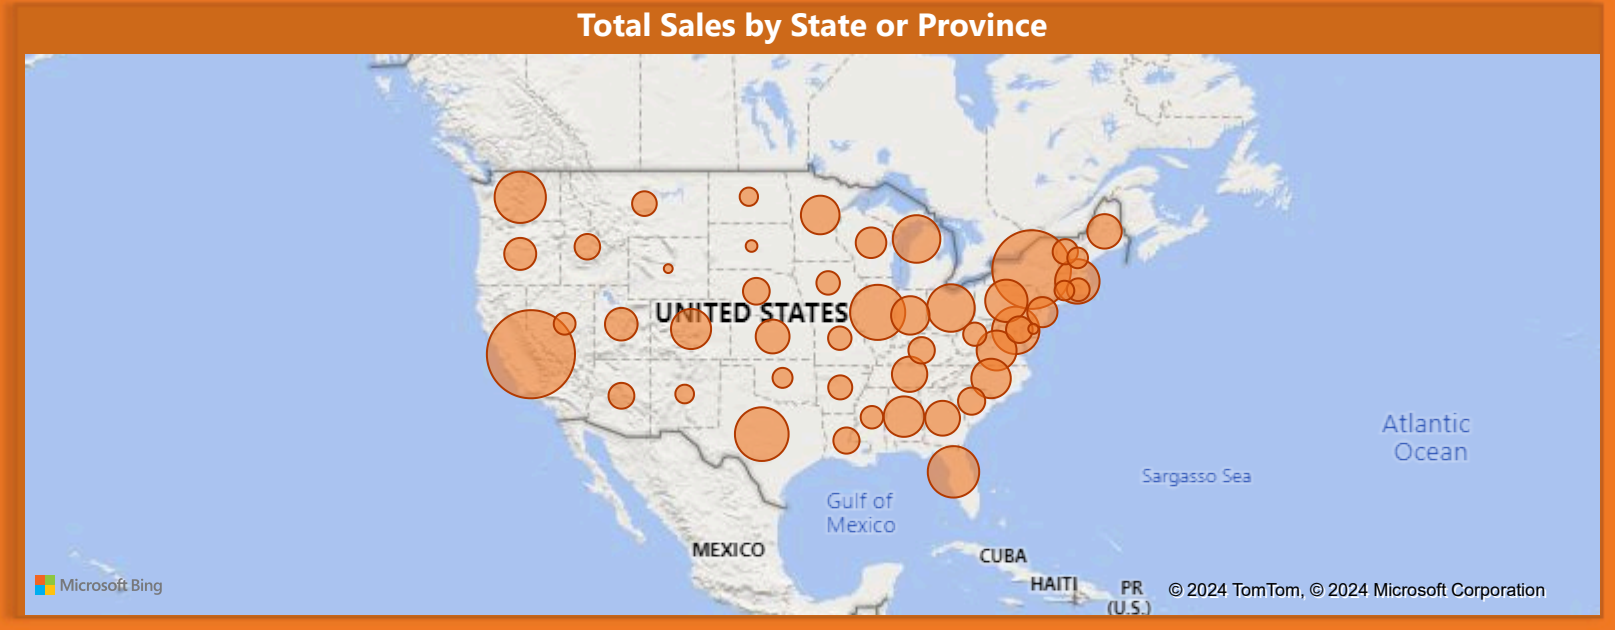 Total Sales by State or Province
UNITED STATES
Atlantic
Ocean
Sargasso Sea
Gulf of
Mexico
MEXICO
CUBA
HAITI
PR
(U.S.)
Microsoft Bing
© 2024 TomTom, © 2024 Microsoft Corporation